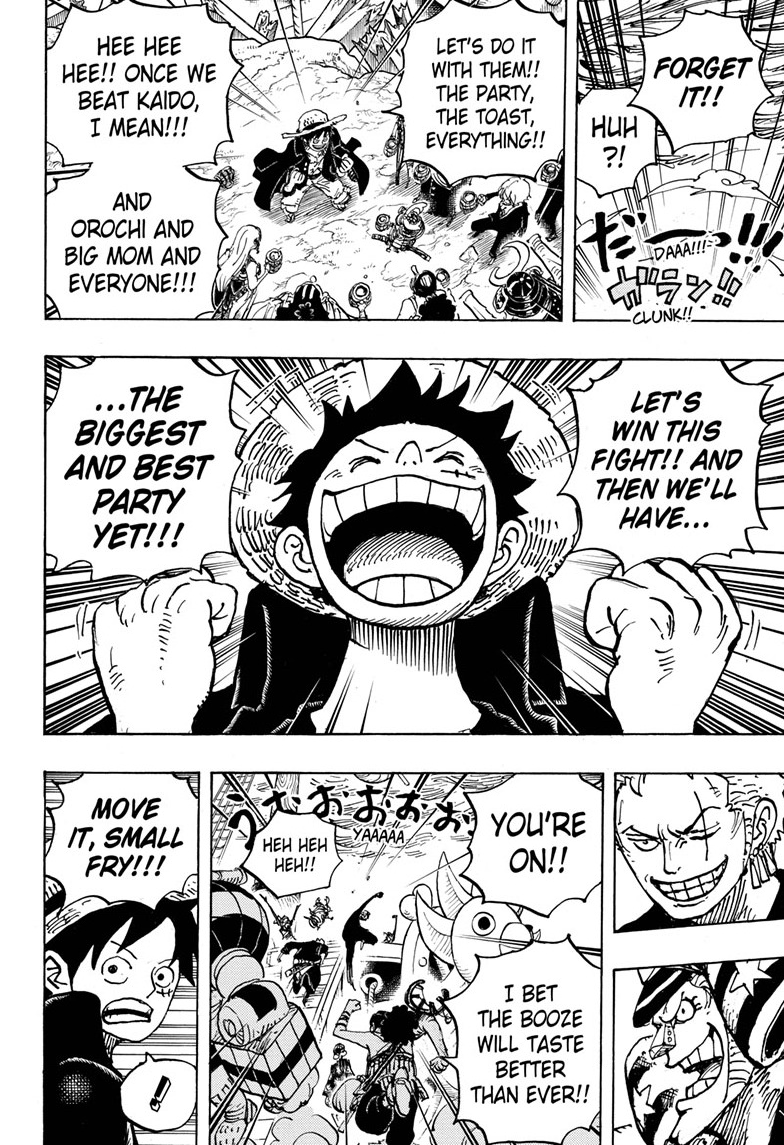 FORGET
IT!!
HUH
?!
だーーっ!!!
DAAA!!!
ガラン!!
CLUNK!!
LET'S DO IT
WITH THEM!!
THE PARTY,
THE TOAST,
EVERYTHING!!
HEE HEE
HEE!! ONCE WE
BEAT KAIDO,
I MEAN!!!
AND
OROCHI AND
BIG MOM AND
EVERYONE!!!
LET'S
WIN THIS
FIGHT!! AND
THEN WE'LL
HAVE...
...THE
BIGGEST
AND BEST
PARTY
YET!!!
YOU'RE
ON!!
うおおおおお
YAAAAA
HEH HEH
HEH!!
I BET
THE BOOZE
WILL TASTE
BETTER
THAN EVER!!
MOVE
IT, SMALL
FRY!!!
!